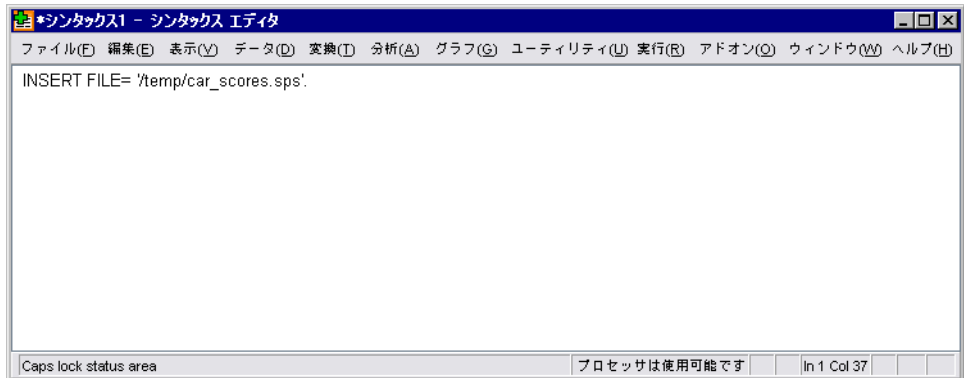 *シンタックス1 - シンタックス エディタ
ファイル(F) 編集(E) 表示(V) データ(D) 変換(T) 分析(A) グラフ(G) ユーティリティ(U) 実行(R) アドオン(O) ウィンドウ(W) ヘルプ(H)
INSERT FILE= '/temp/car_scores.sps'.
Caps lock status area プロセッサは使用可能です In 1 Col 37